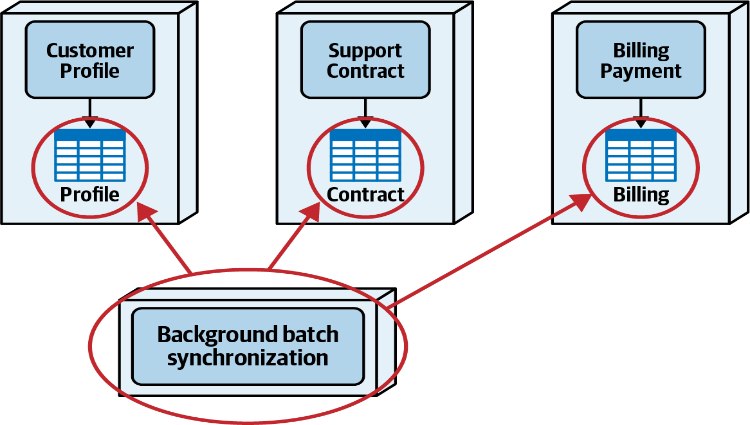 Customer
Profile
Support
Contract
Billing
Payment
Profile
Contract
Billing
Background batch
synchronization